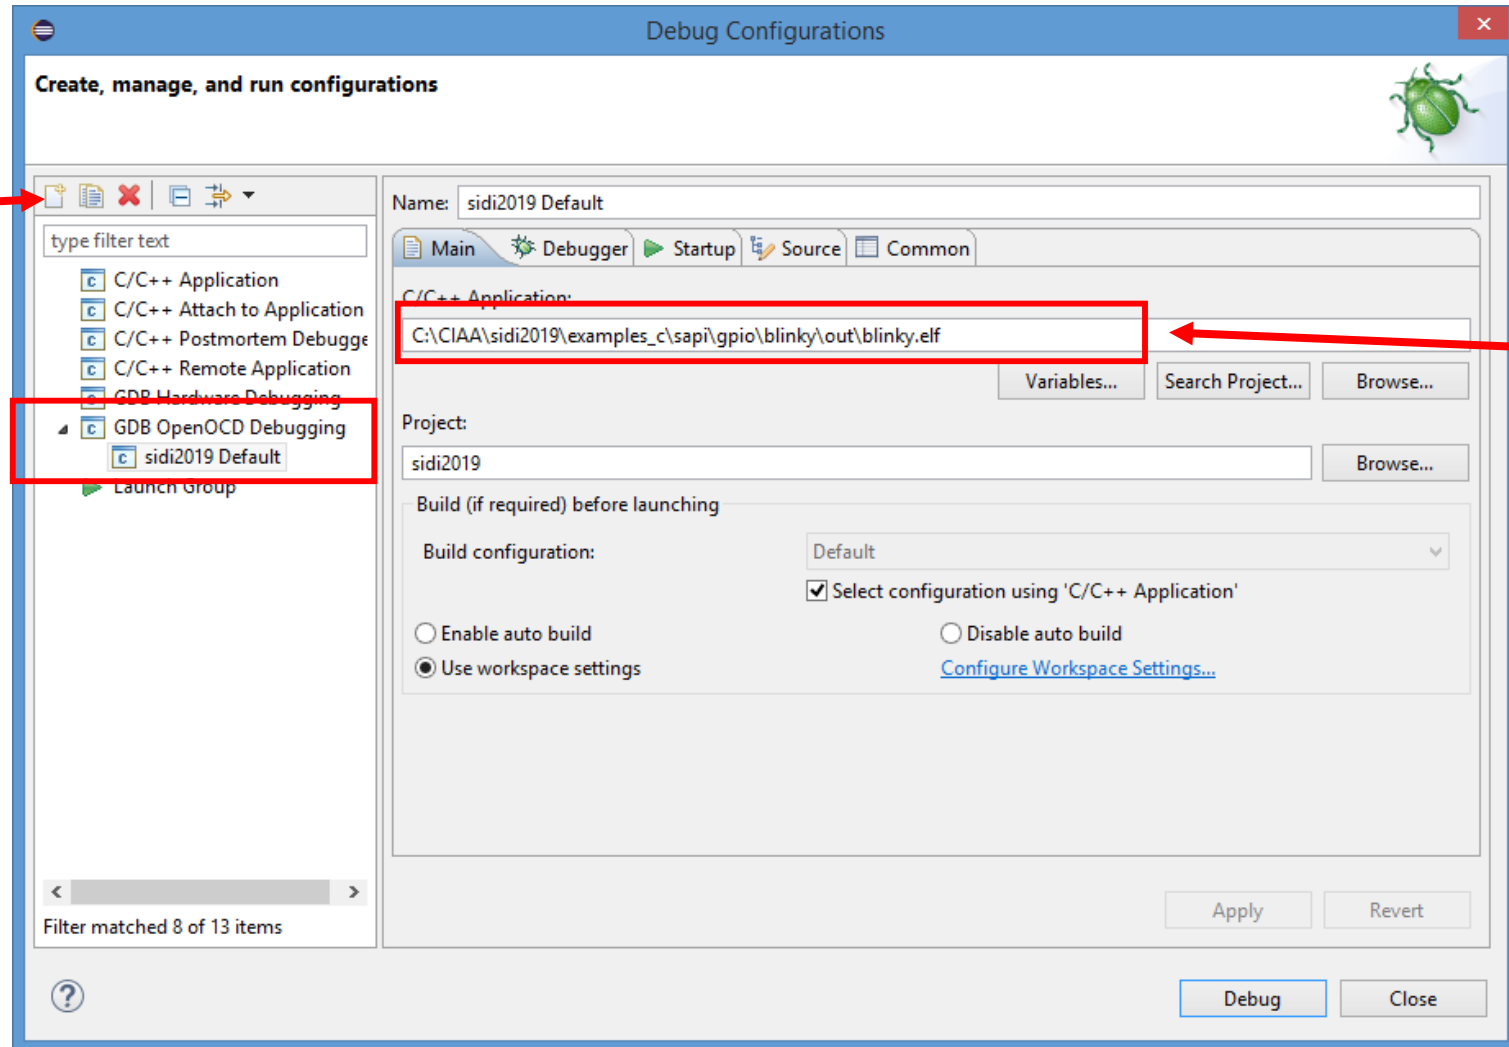 Debug Configurations
Create, manage, and run configurations
type filter text
C/C++ Application
C/C++ Attach to Application
C/C++ Postmortem Debugge
C/C++ Remote Application
GDB Hardware Debugging
GDB OpenOCD Debugging
sidi2019 Default
Launch Group
Filter matched 8 of 13 items
Name: sidi2019 Default
Main Debugger Startup Source Common
C/C++ Application:
C:\CIAA\sidi2019\examples_c\sapi\gpio\blinky\out\blinky.elf
Variables... Search Project... Browse...
Project:
sidi2019 Browse...
Build (if required) before launching
Build configuration: Default
Select configuration using 'C/C++ Application'
Enable auto build Disable auto build
Use workspace settings Configure Workspace Settings...
Apply Revert
Debug Close